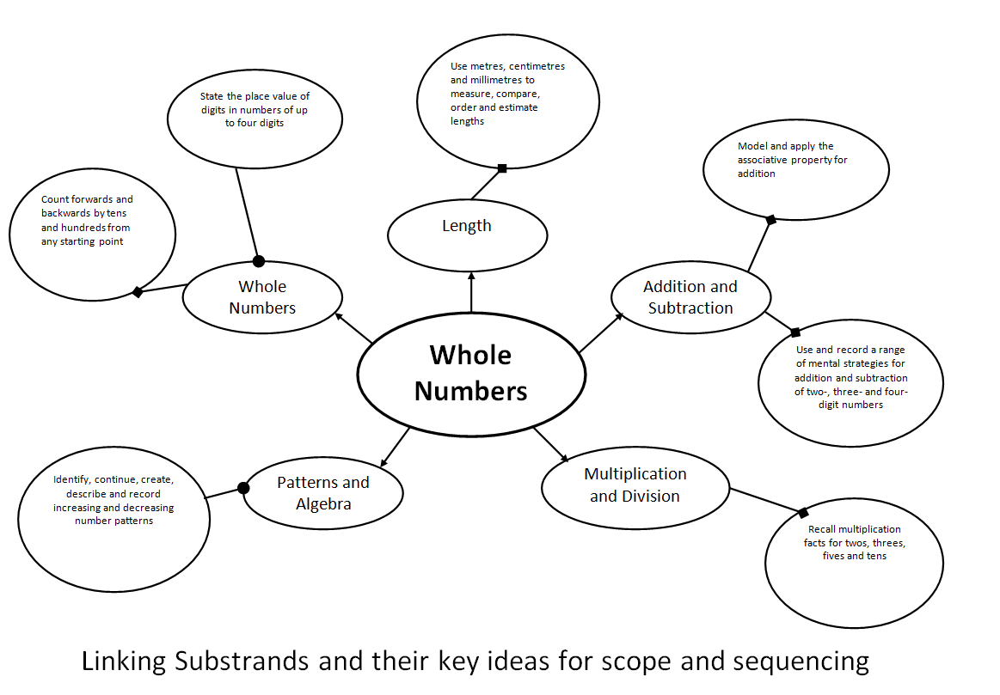 Use metres, centimetres
and millimetres to
measure, compare,
order and estimate
lengths
State the place value of
digits in numbers of up
to four digits
Model and apply the
associative property for
addition
Count forwards and
backwards by tens
and hundreds from
any starting point
Length
Whole
Numbers
Addition and
Subtraction
Whole
Numbers
Use and record a range
of mental strategies for
addition and subtraction
of two-, three- and four-
digit numbers
Identify, continue, create,
describe and record
increasing and decreasing
number patterns
Patterns and
Algebra
Multiplication
and Division
Recall multiplication
facts for twos, threes,
fives and tens
Linking Substrands and their key ideas for scope and sequencing